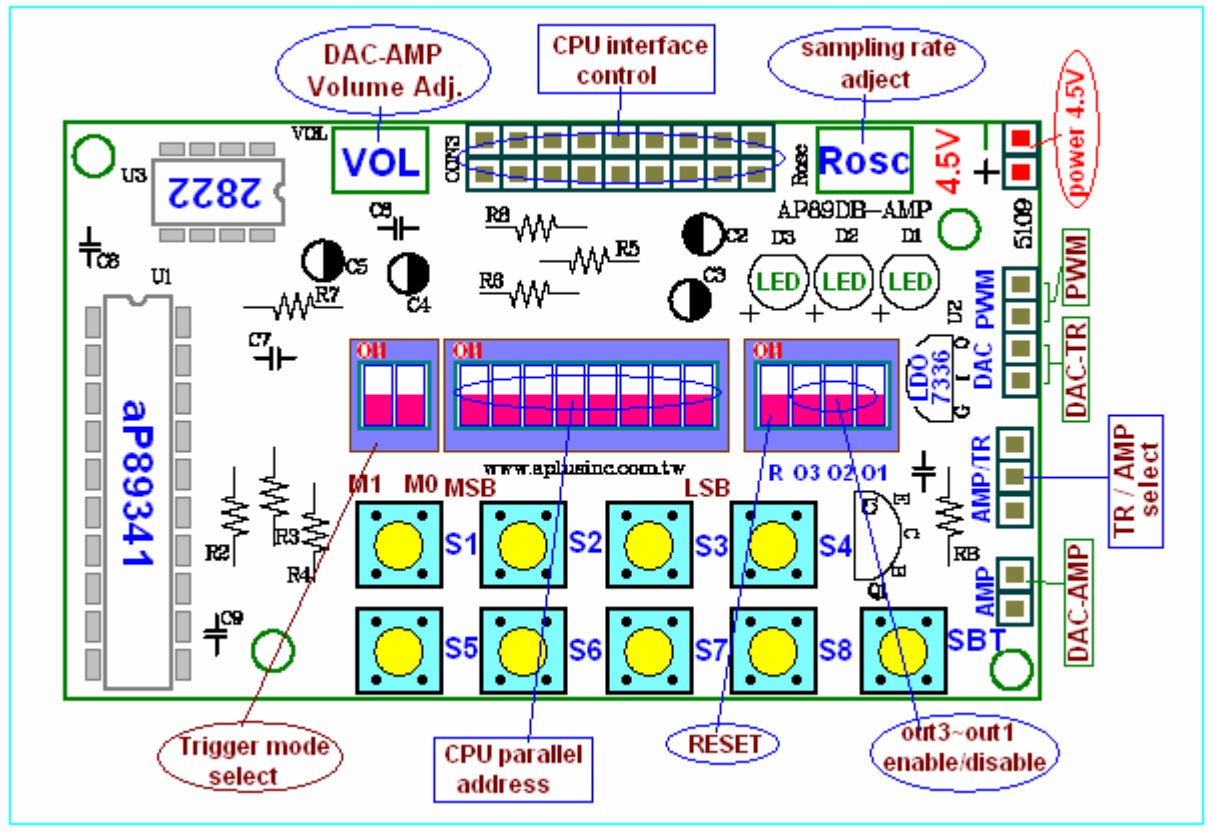 DAC-AMP
Volume Adj.
CPU interface
control
sampling rate
adject
power 4.5V
VOL
VOL
CON3
Rosc
Rosc
4.5V
+
U3
2822
AP89DB-AMP
5109
C6
C8
R8
C2
D3
D2
D1
R5
C5
C4
R6
C3
LED
LED
LED
+
+
+
U1
R7
U2
PWM
PWM
C7
ON
ON
ON
LDO
7336
O
I
G
DAC
DAC-TR
aP89341
www.aplusinc.com.tw
R O3 O2 O1
M1 M0 MSB LSB
AMP/TR
TR / AMP
select
R2
R3
R4
S1
S2
S3
S4
B
C
E
Q1
RB
AMP
DAC-AMP
C9
S5
S6
S7
S8
SBT
Trigger mode
select
CPU parallel
address
RESET
out3~out1
enable/disable